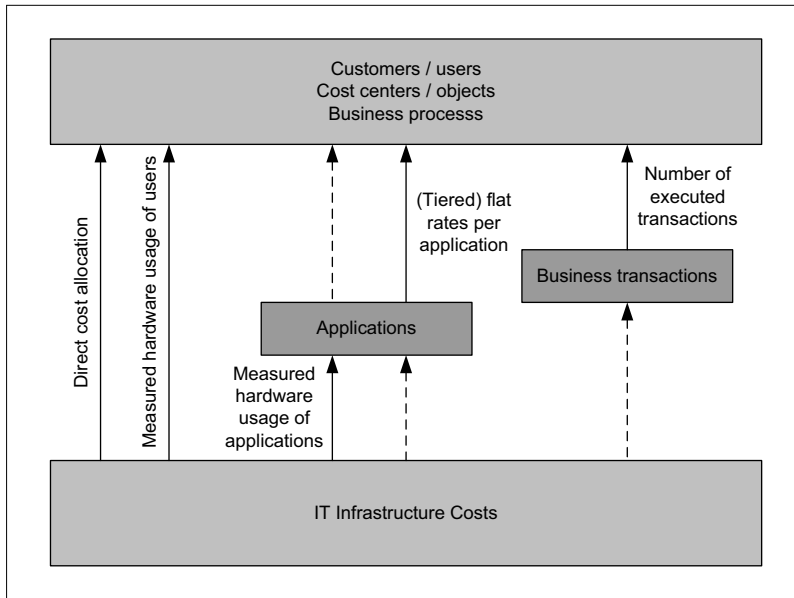 Customers / users
Cost centers / objects
Business processs
Direct cost allocation
Measured hardware usage of users
(Tiered) flat
rates per
application
Number of
executed
transactions
Business transactions
Applications
Measured
hardware
usage of
applications
IT Infrastructure Costs